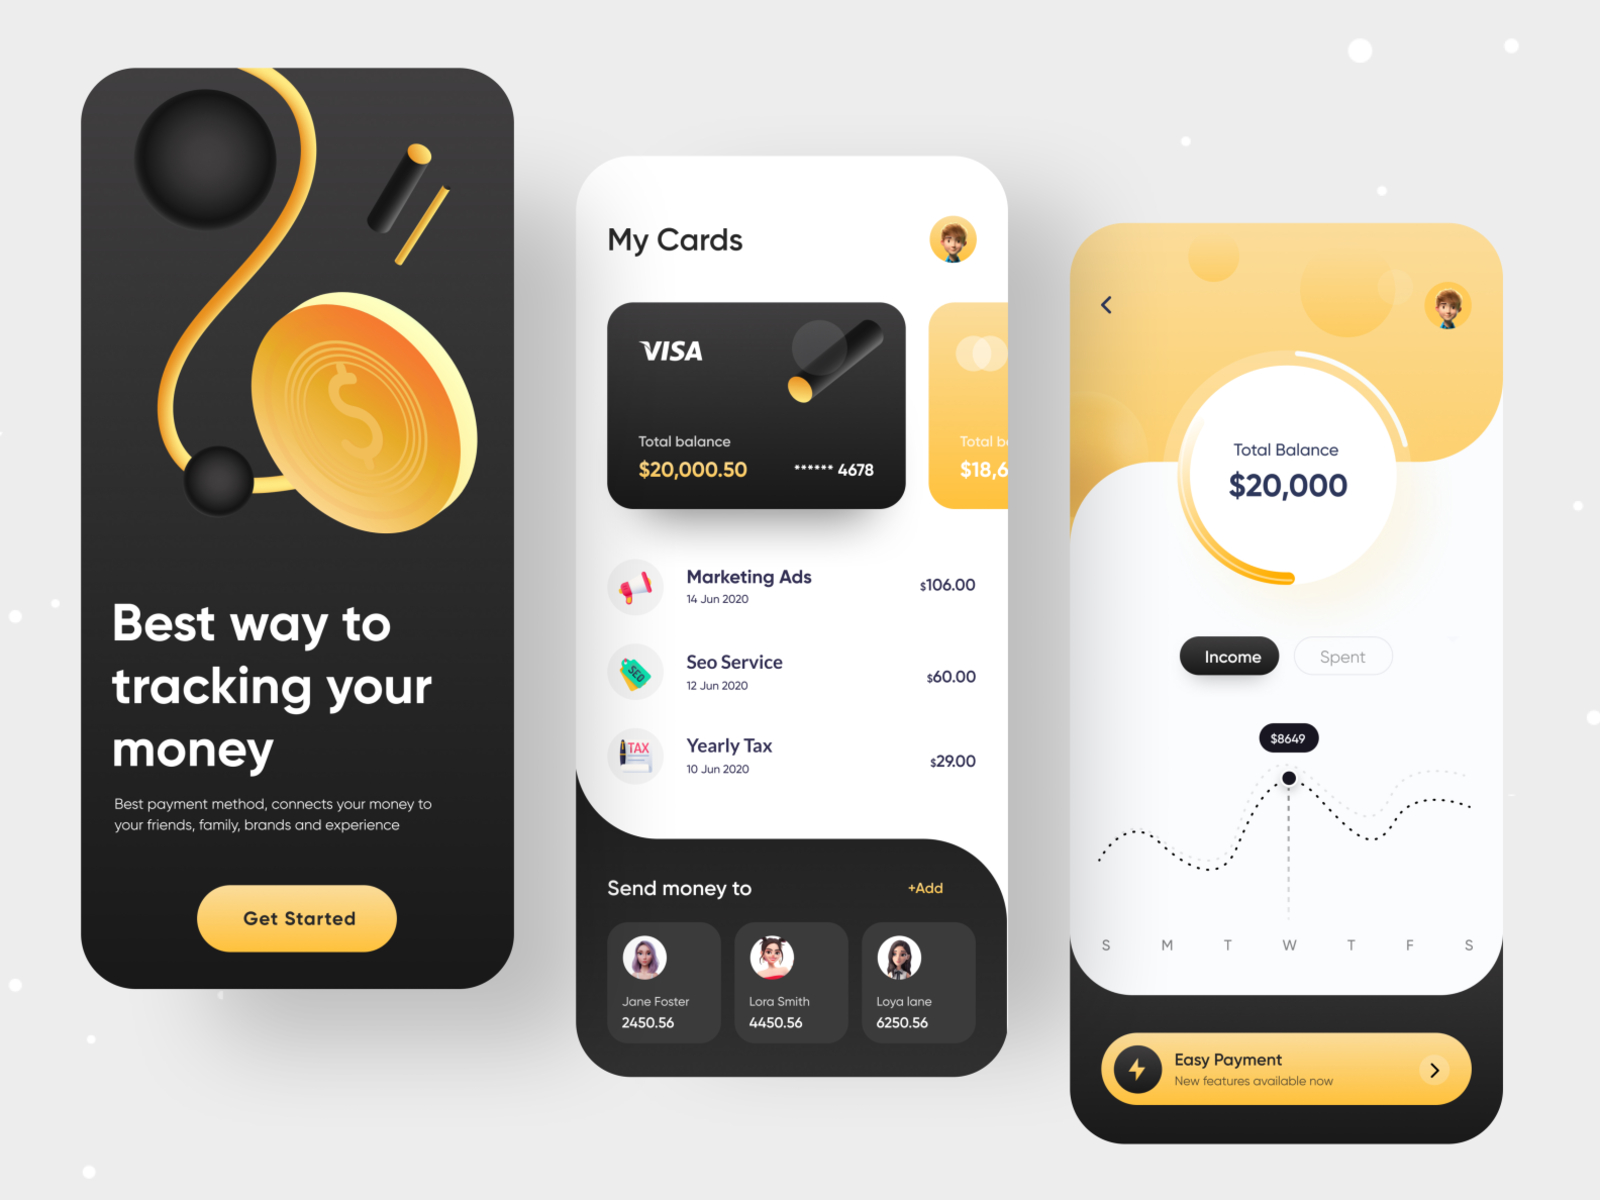 Best way to
tracking your
money
Best payment method, connects your money to
your friends, family, brands and experience
Get Started
My Cards
VISA
Total balance
$20,000.50
****** 4678
Total b
$18,6
Marketing Ads
14 Jun 2020
$106.00
SEO
Seo Service
12 Jun 2020
$60.00
TAX
Yearly Tax
10 Jun 2020
$29.00
Send money to
+Add
Jane Foster
2450.56
Lora Smith
4450.56
Loya lane
6250.56
Total Balance
$20,000
Income
Spent
$8649
S M T W T F S
Easy Payment
New features available now